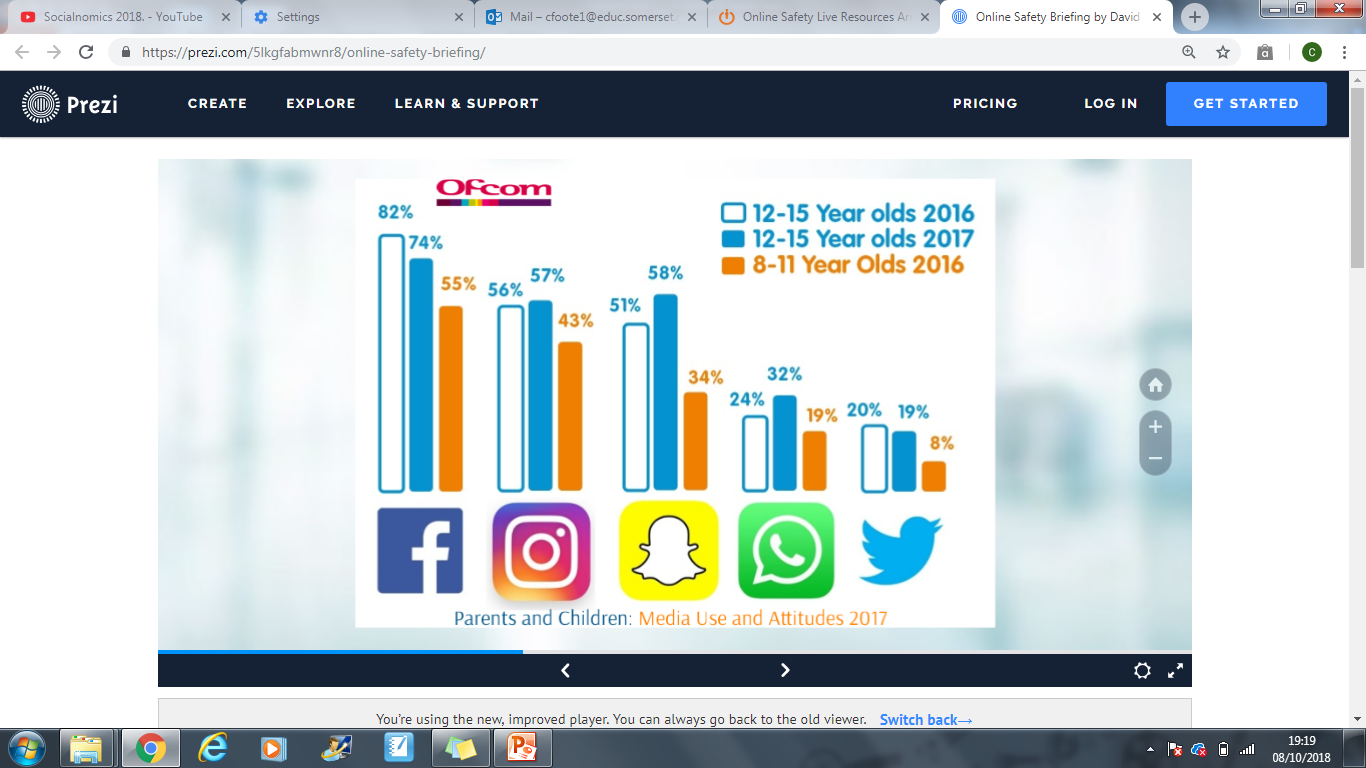 Socialnomics 2018. - YouTube
Settings
Mail – cfoote1@educ.somerset.
Online Safety Live Resources An
Online Safety Briefing by David
https://prezi.com/5lkgfabmwnr8/online-safety-briefing/
C
Prezi
CREATE
EXPLORE
LEARN & SUPPORT
PRICING
LOG IN
GET STARTED
Ofcom
12-15 Year olds 2016
12-15 Year olds 2017
8-11 Year Olds 2016
82%
74%
55%
56%
57%
43%
51%
58%
34%
24%
32%
19%
20%
19%
8%
Parents and Children: Media Use and Attitudes 2017
You’re using the new, improved player. You can always go back to the old viewer. Switch back→
19:19
08/10/2018